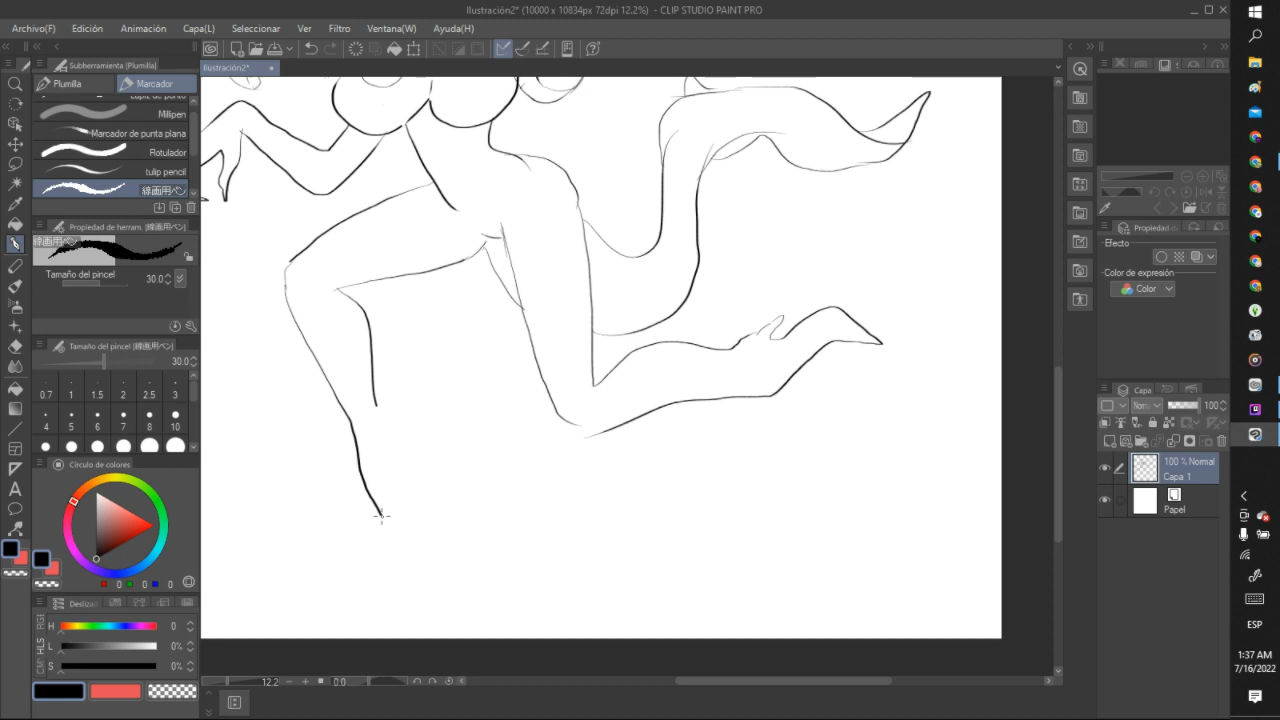 Ilustración2* (10000 x 10834px 72dpi 12.2%) - CLIP STUDIO PAINT PRO
Archivo(F) Edición Animación Capa(L) Seleccionar Ver Filtro Ventana(W) Ayuda(H)
Subherramienta (Plumilla)
Ilustración2*
Plumilla Marcador
Millipen
Marcador de punta plana
Rotulador
tulip pencil
線画用ペン
Propiedad de herram. (線画用ペン)
線画用ペン
Tamaño del pincel 30.0
Tamaño del pincel (線画用ペン)
30.0
0.7 1 1.5 2 2.5 3
4 5 6 7 8 10
Círculo de colores
0 0 0
Desliza
RGB
HLS
H 0
L 0%
S 0%
12.2 0.0
Propiedad
Efecto
Color de expresión
Color
Capa
100
100 % Normal
Capa 1
Papel
ESP
1:37 AM
7/16/2022